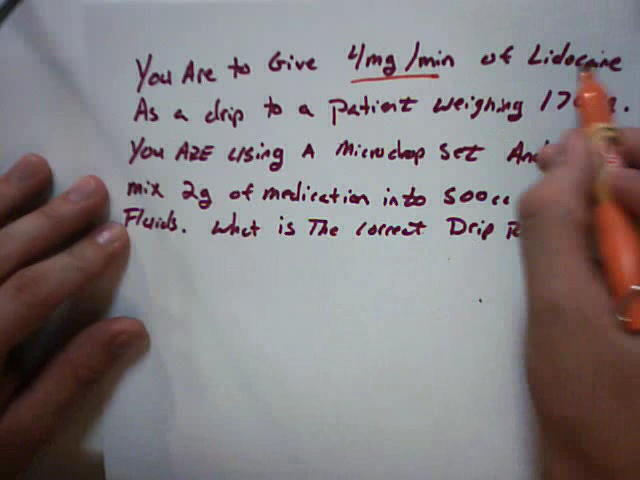 You Are to Give 4mg/min of Lidocaine
As a drip to a patient weighing
You ARE Using A Microdrop set And
mix 2g of medication into 500cc
Fluids. What is The correct Drip